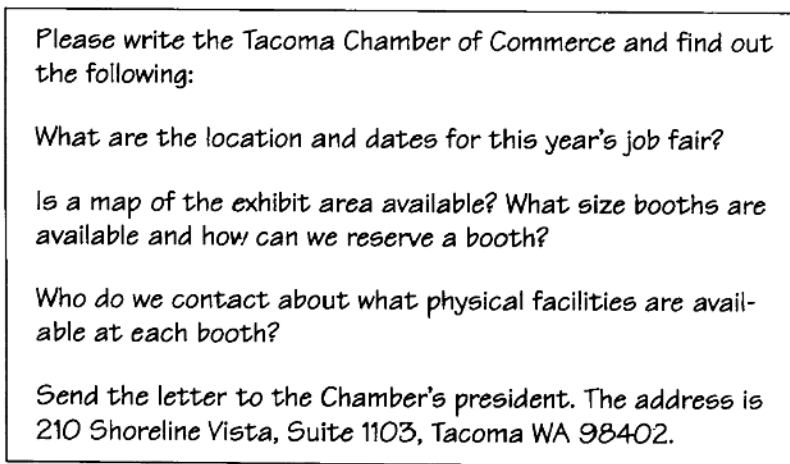 Please write the Tacoma Chamber of Commerce and find out
the following:
What are the location and dates for this year's job fair?
Is a map of the exhibit area available? What size booths are
available and how can we reserve a booth?
Who do we contact about what physical facilities are avail-
able at each booth?
Send the letter to the Chamber's president. The address is
210 Shoreline Vista, Suite 1103, Tacoma WA 98402.